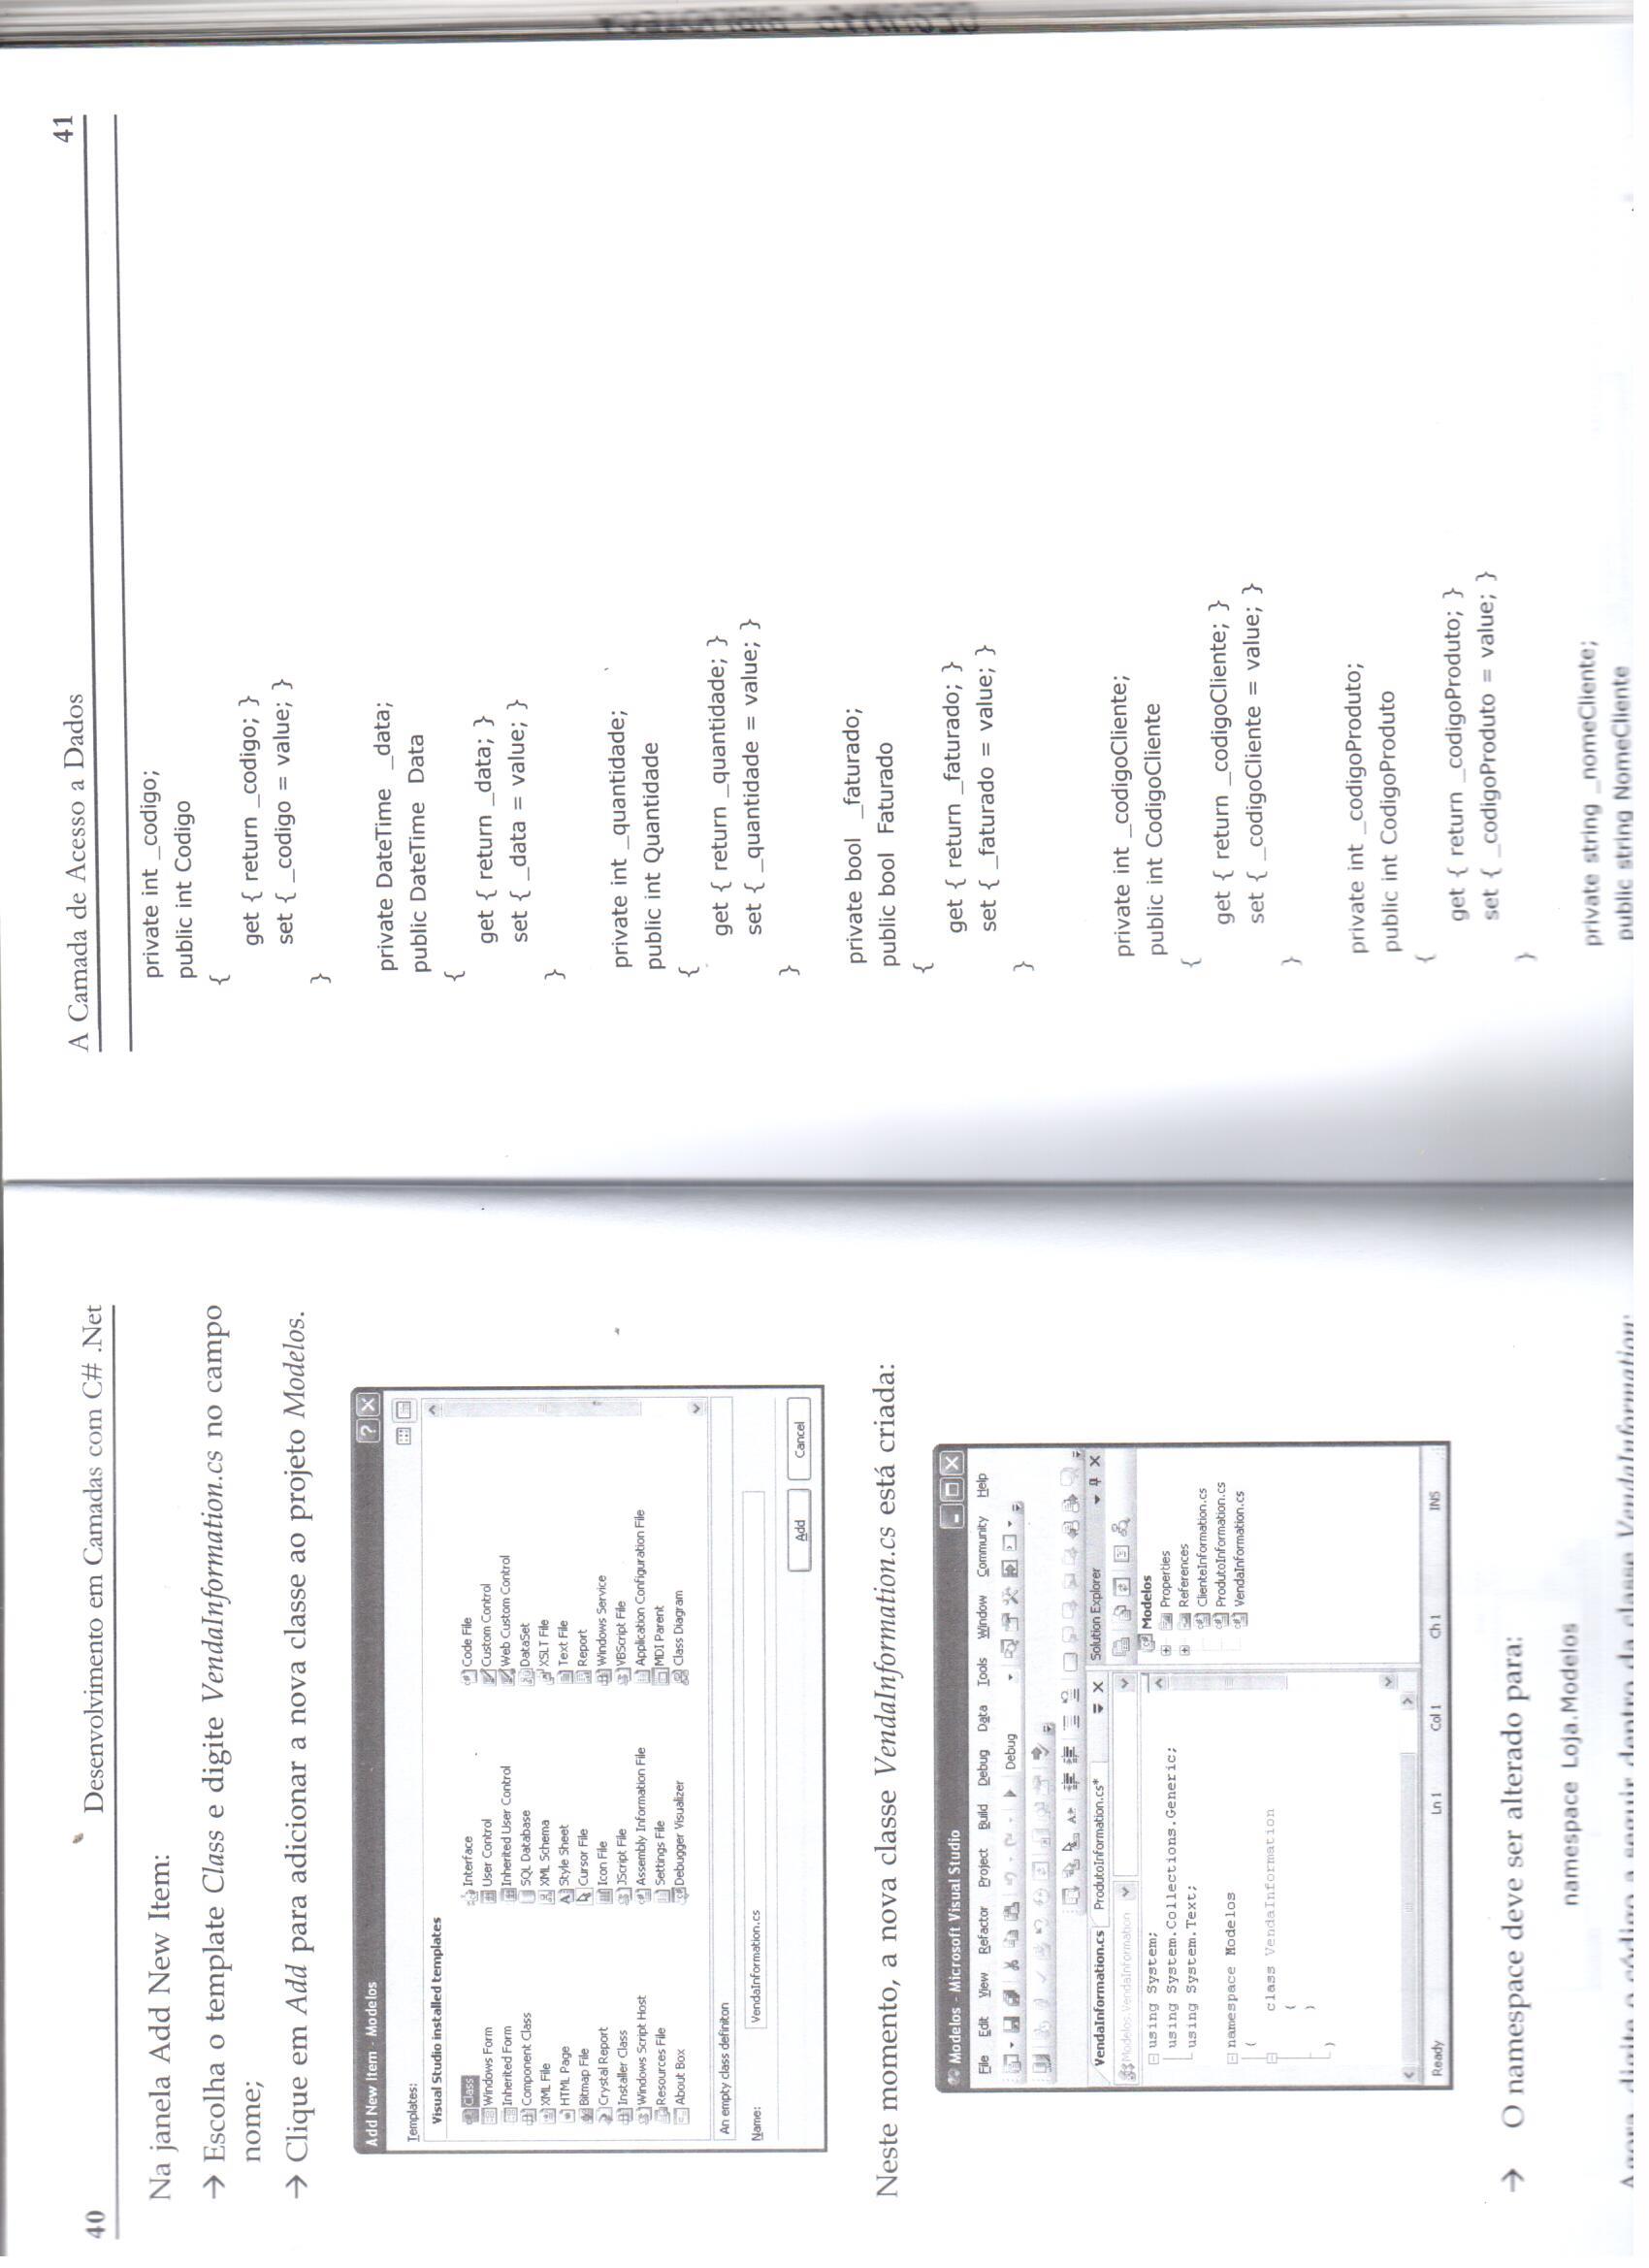 40
Desenvolvimento em Camadas com C# .Net
Na janela Add New Item:
→ Escolha o template Class e digite VendaInformation.cs no campo
nome;
→ Clique em Add para adicionar a nova classe ao projeto Modelos.
Add New Item - Modelos
Templates:
Visual Studio installed templates
Class Interface Code File
Windows Form User Control Custom Control
Inherited Form Inherited User Control Web Custom Control
Component Class SQL Database DataSet
XML File XML Schema XSLT File
HTML Page Style Sheet Text File
Bitmap File Cursor File Report
Crystal Report Icon File Windows Service
Installer Class JScript File VBScript File
Windows Script Host Assembly Information File Application Configuration File
Resources File Settings File MDI Parent
About Box Debugger Visualizer Class Diagram
An empty class definiton
Name: VendaInformation.cs
Add Cancel
Neste momento, a nova classe VendaInformation.cs está criada:
Modelos - Microsoft Visual Studio
File Edit View Refactor Project Build Debug Data Tools Window Community Help
Debug
VendaInformation.cs ProdutoInformation.cs*
Modelos.VendaInformation
using System;
using System.Collections.Generic;
using System.Text;
namespace Modelos
{
class VendaInformation
{
}
}
Solution Explorer
Modelos
Properties
References
ClienteInformation.cs
ProdutoInformation.cs
VendaInformation.cs
Ready Ln 1 Col 1 Ch 1 INS
→ O namespace deve ser alterado para:
namespace Loja.Modelos
Agora, digite o código a seguir dentro da classe VendaInformation:
A Camada de Acesso a Dados
41
private int _codigo;
public int Codigo
{
get { return _codigo; }
set { _codigo = value; }
}
private DateTime _data;
public DateTime Data
{
get { return _data; }
set { _data = value; }
}
private int _quantidade;
public int Quantidade
{
get { return _quantidade; }
set { _quantidade = value; }
}
private bool _faturado;
public bool Faturado
{
get { return _faturado; }
set { _faturado = value; }
}
private int _codigoCliente;
public int CodigoCliente
{
get { return _codigoCliente; }
set { _codigoCliente = value; }
}
private int _codigoProduto;
public int CodigoProduto
{
get { return _codigoProduto; }
set { _codigoProduto = value; }
}
private string _nomeCliente;
public string NomeCliente